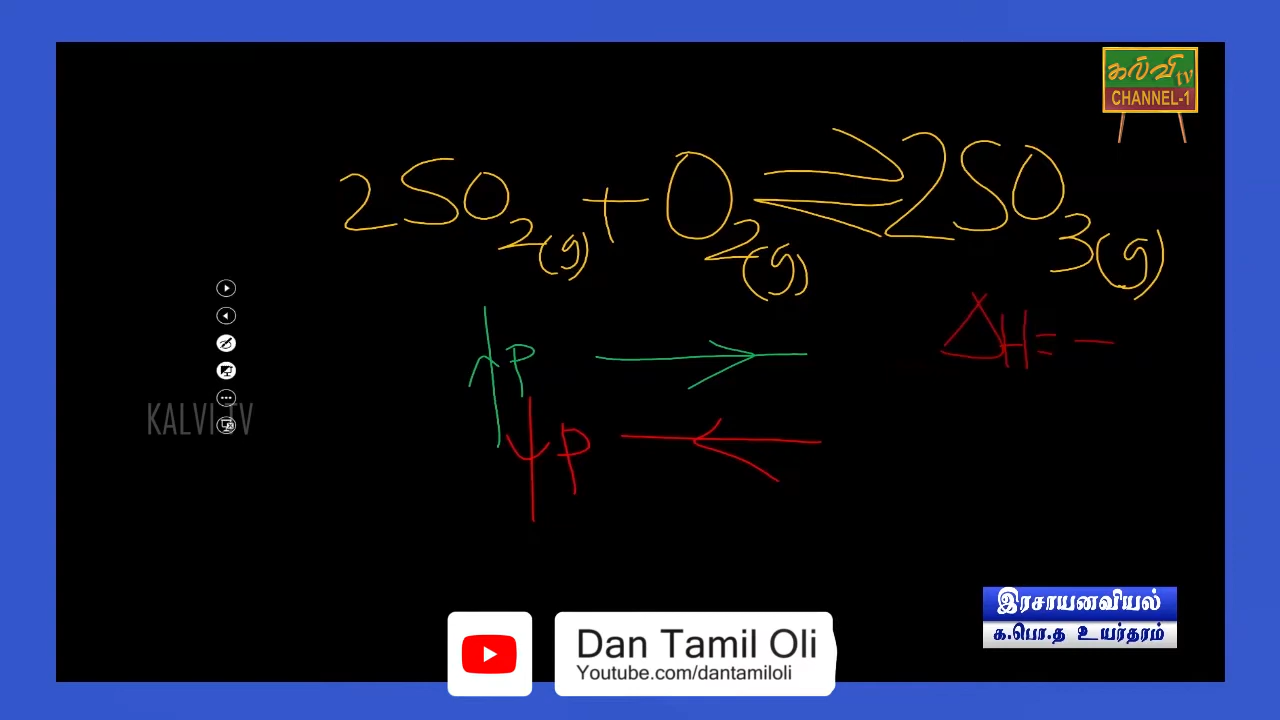 கல்வி tv
CHANNEL-1
2SO2(g) + O2(g) ⇌ 2SO3(g)
↑P →
ΔH = −
↓P ←
KALVI TV
இரசாயனவியல்
க.பொ.த உயர்தரம்
Dan Tamil Oli
Youtube.com/dantamiloli